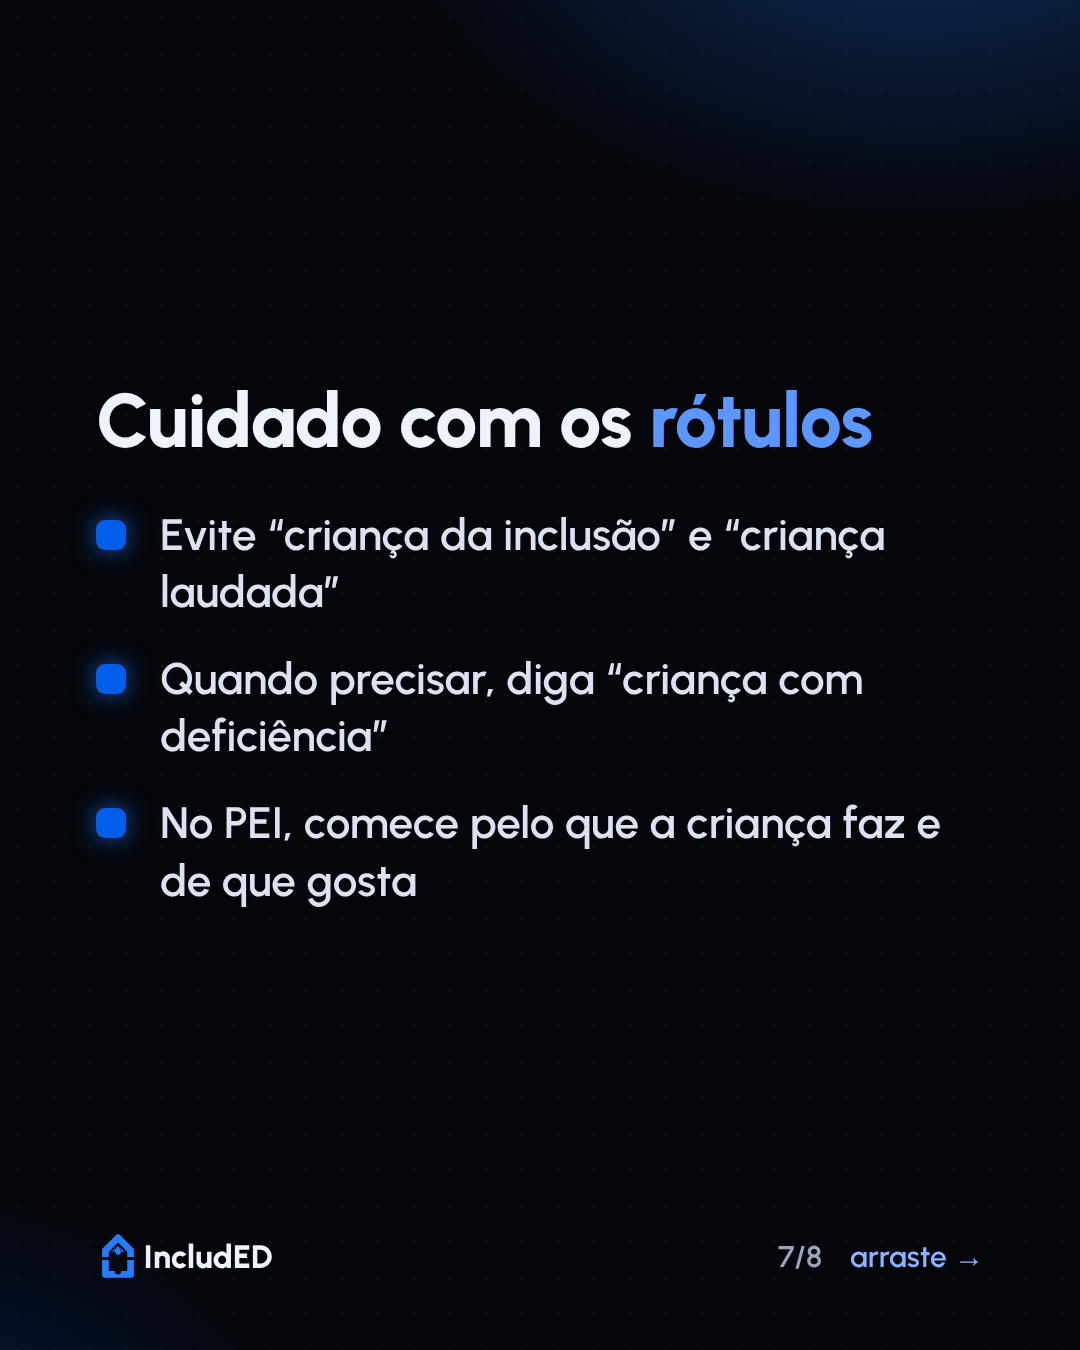 Cuidado com os rótulos
Evite “criança da inclusão” e “criança
laudada”
Quando precisar, diga “criança com
deficiência”
No PEI, comece pelo que a criança faz e
de que gosta
IncludED
7/8 arraste →